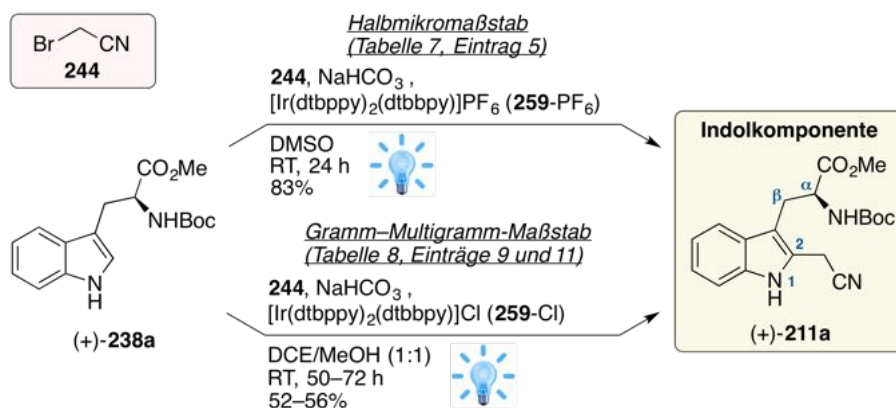 Br CN
244
Halbmikromaßstab
(Tabelle 7, Eintrag 5)
244, NaHCO3 ,
[Ir(dtbppy)2(dtbbpy)]PF6 (259-PF6)
DMSO
RT, 24 h
83%
CO2Me
NHBoc
N
H
(+)-238a
Gramm–Multigramm-Maßstab
(Tabelle 8, Einträge 9 und 11)
244, NaHCO3 ,
[Ir(dtbppy)2(dtbbpy)]Cl (259-Cl)
DCE/MeOH (1:1)
RT, 50–72 h
52–56%
Indolkomponente
CO2Me
β α
NHBoc
2
N 1
H
CN
(+)-211a